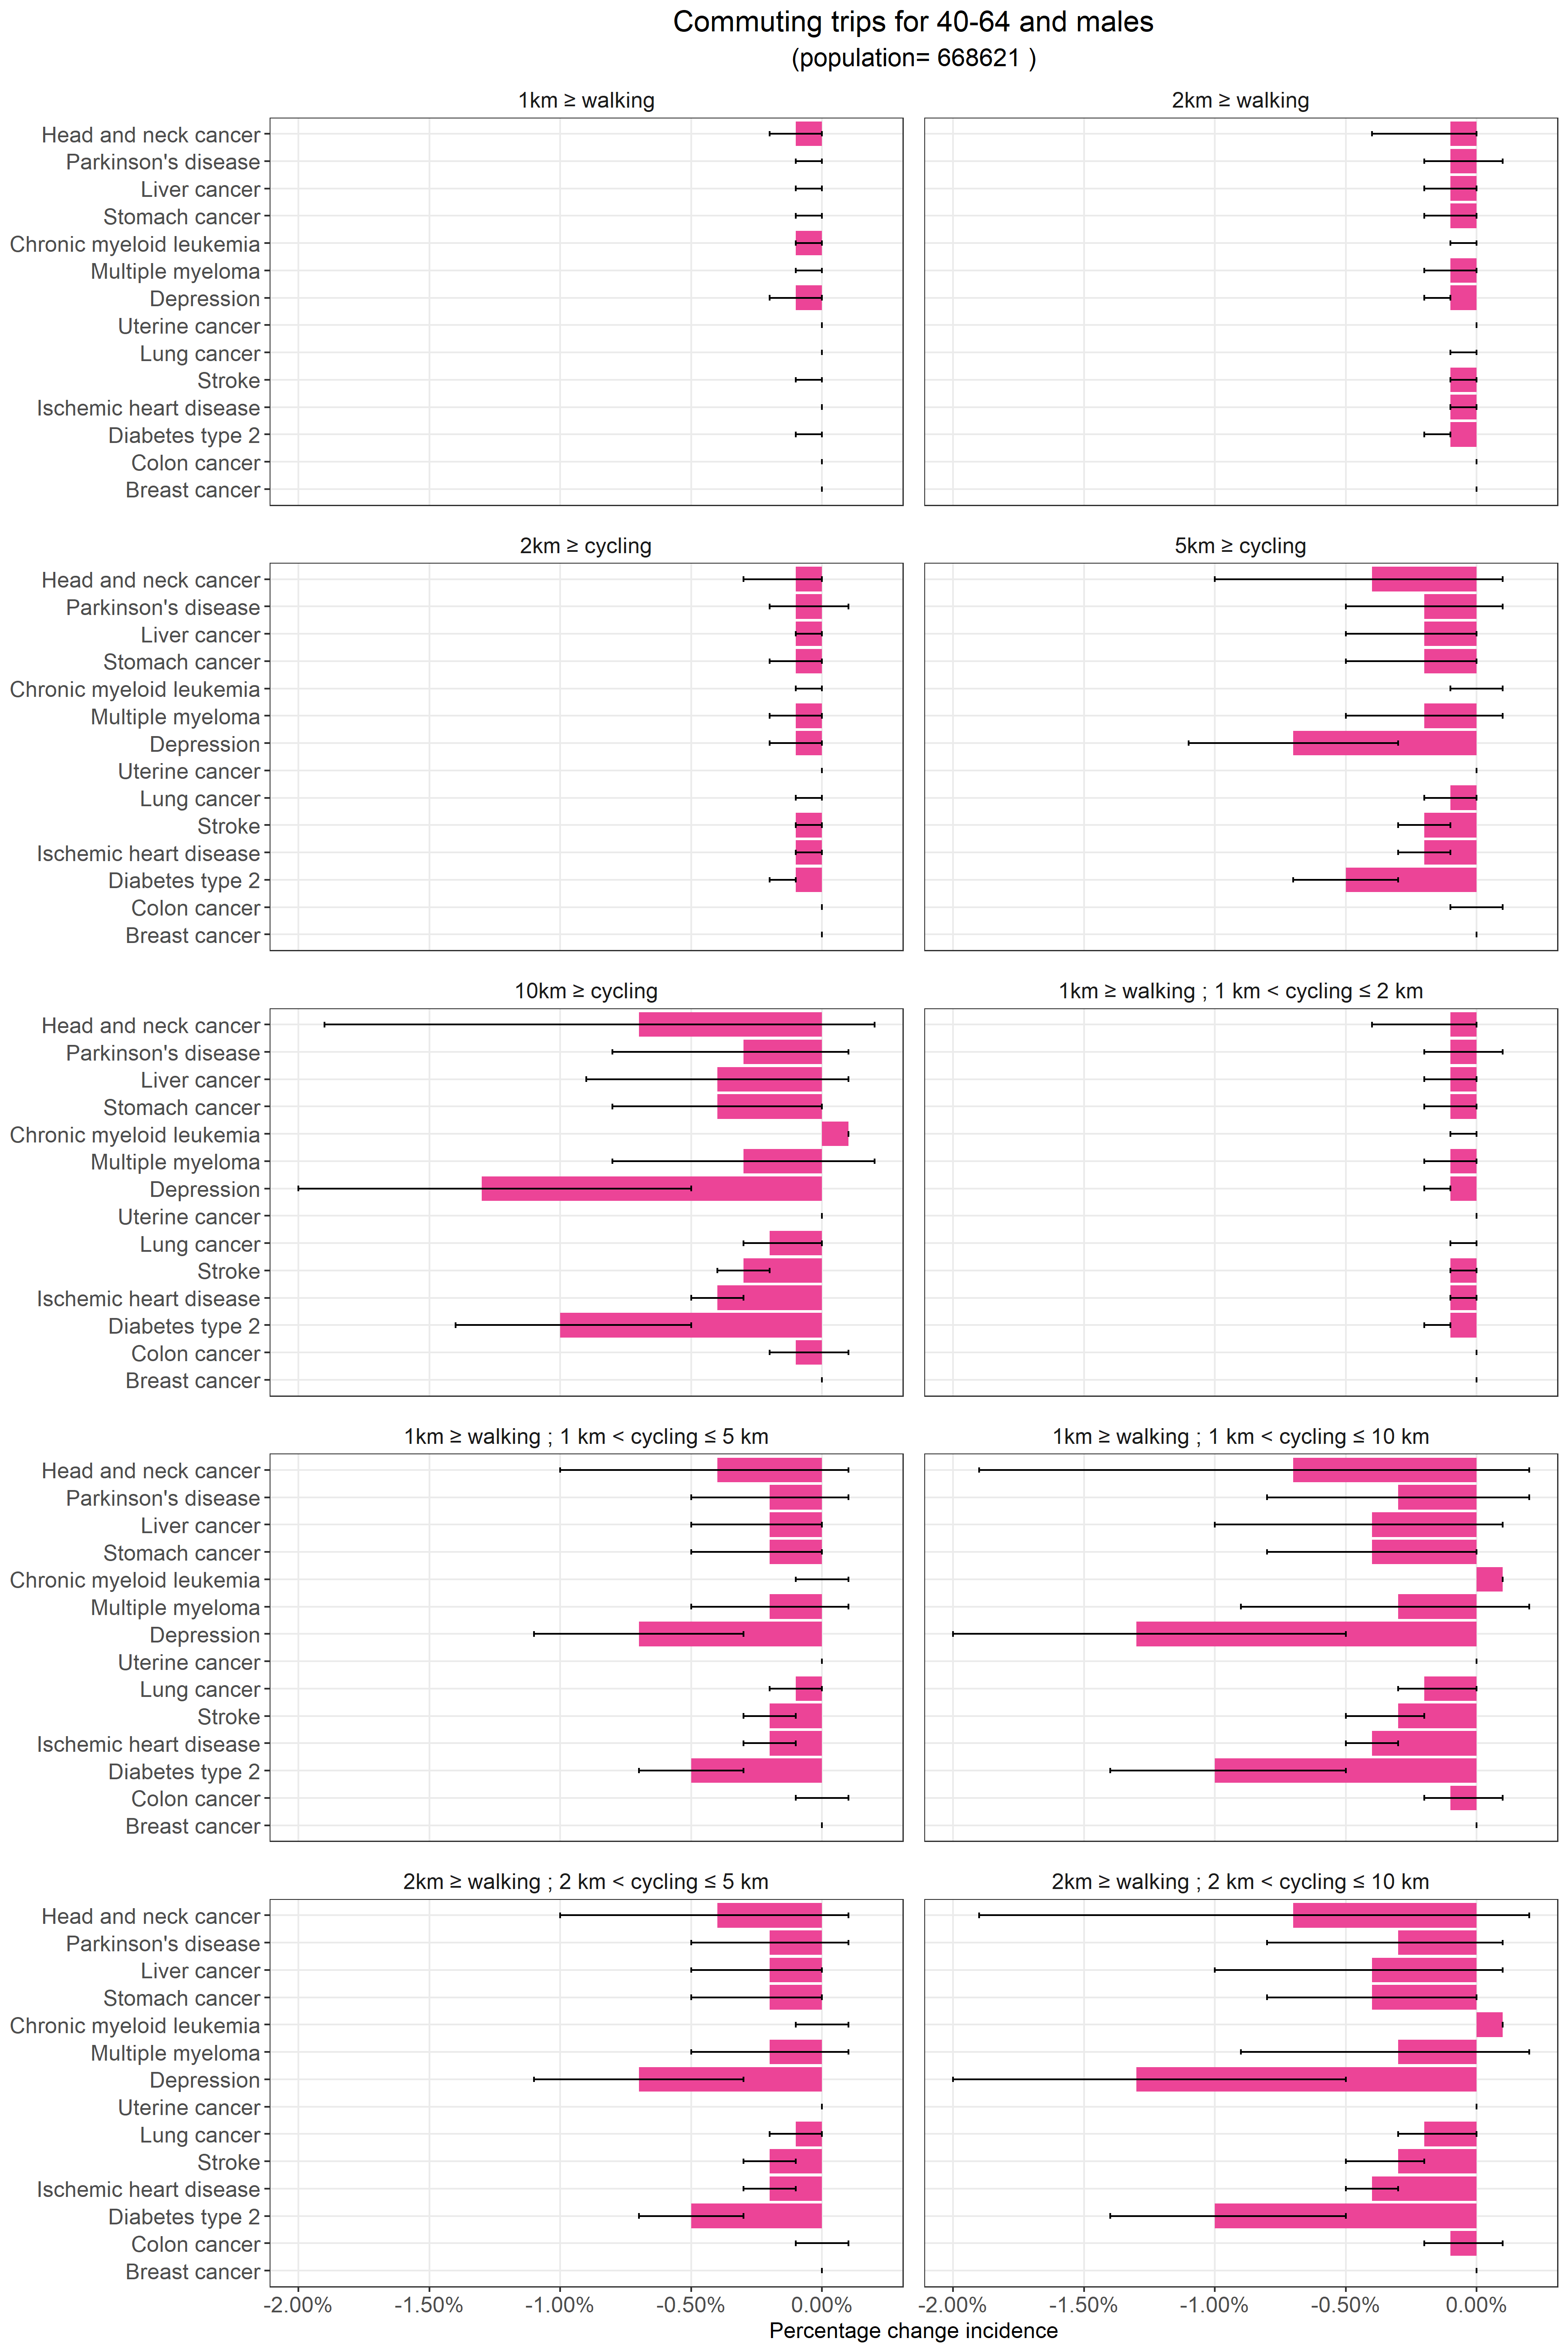 Commuting trips for 40-64 and males
(population= 668621 )
1km ≥ walking
2km ≥ walking
Head and neck cancer
Parkinson's disease
Liver cancer
Stomach cancer
Chronic myeloid leukemia
Multiple myeloma
Depression
Uterine cancer
Lung cancer
Stroke
Ischemic heart disease
Diabetes type 2
Colon cancer
Breast cancer
2km ≥ cycling
5km ≥ cycling
Head and neck cancer
Parkinson's disease
Liver cancer
Stomach cancer
Chronic myeloid leukemia
Multiple myeloma
Depression
Uterine cancer
Lung cancer
Stroke
Ischemic heart disease
Diabetes type 2
Colon cancer
Breast cancer
10km ≥ cycling
1km ≥ walking ; 1 km < cycling ≤ 2 km
Head and neck cancer
Parkinson's disease
Liver cancer
Stomach cancer
Chronic myeloid leukemia
Multiple myeloma
Depression
Uterine cancer
Lung cancer
Stroke
Ischemic heart disease
Diabetes type 2
Colon cancer
Breast cancer
1km ≥ walking ; 1 km < cycling ≤ 5 km
1km ≥ walking ; 1 km < cycling ≤ 10 km
Head and neck cancer
Parkinson's disease
Liver cancer
Stomach cancer
Chronic myeloid leukemia
Multiple myeloma
Depression
Uterine cancer
Lung cancer
Stroke
Ischemic heart disease
Diabetes type 2
Colon cancer
Breast cancer
2km ≥ walking ; 2 km < cycling ≤ 5 km
2km ≥ walking ; 2 km < cycling ≤ 10 km
Head and neck cancer
Parkinson's disease
Liver cancer
Stomach cancer
Chronic myeloid leukemia
Multiple myeloma
Depression
Uterine cancer
Lung cancer
Stroke
Ischemic heart disease
Diabetes type 2
Colon cancer
Breast cancer
-2.00% -1.50% -1.00% -0.50% 0.00%
-2.00% -1.50% -1.00% -0.50% 0.00%
Percentage change incidence